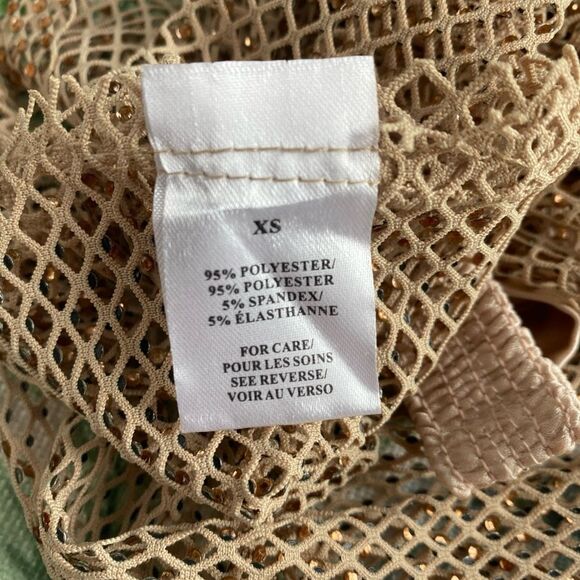 XS
95% POLYESTER/
95% POLYESTER
5% SPANDEX/
5% ÉLASTHANNE
FOR CARE/
POUR LES SOINS
SEE REVERSE/
VOIR AU VERSO